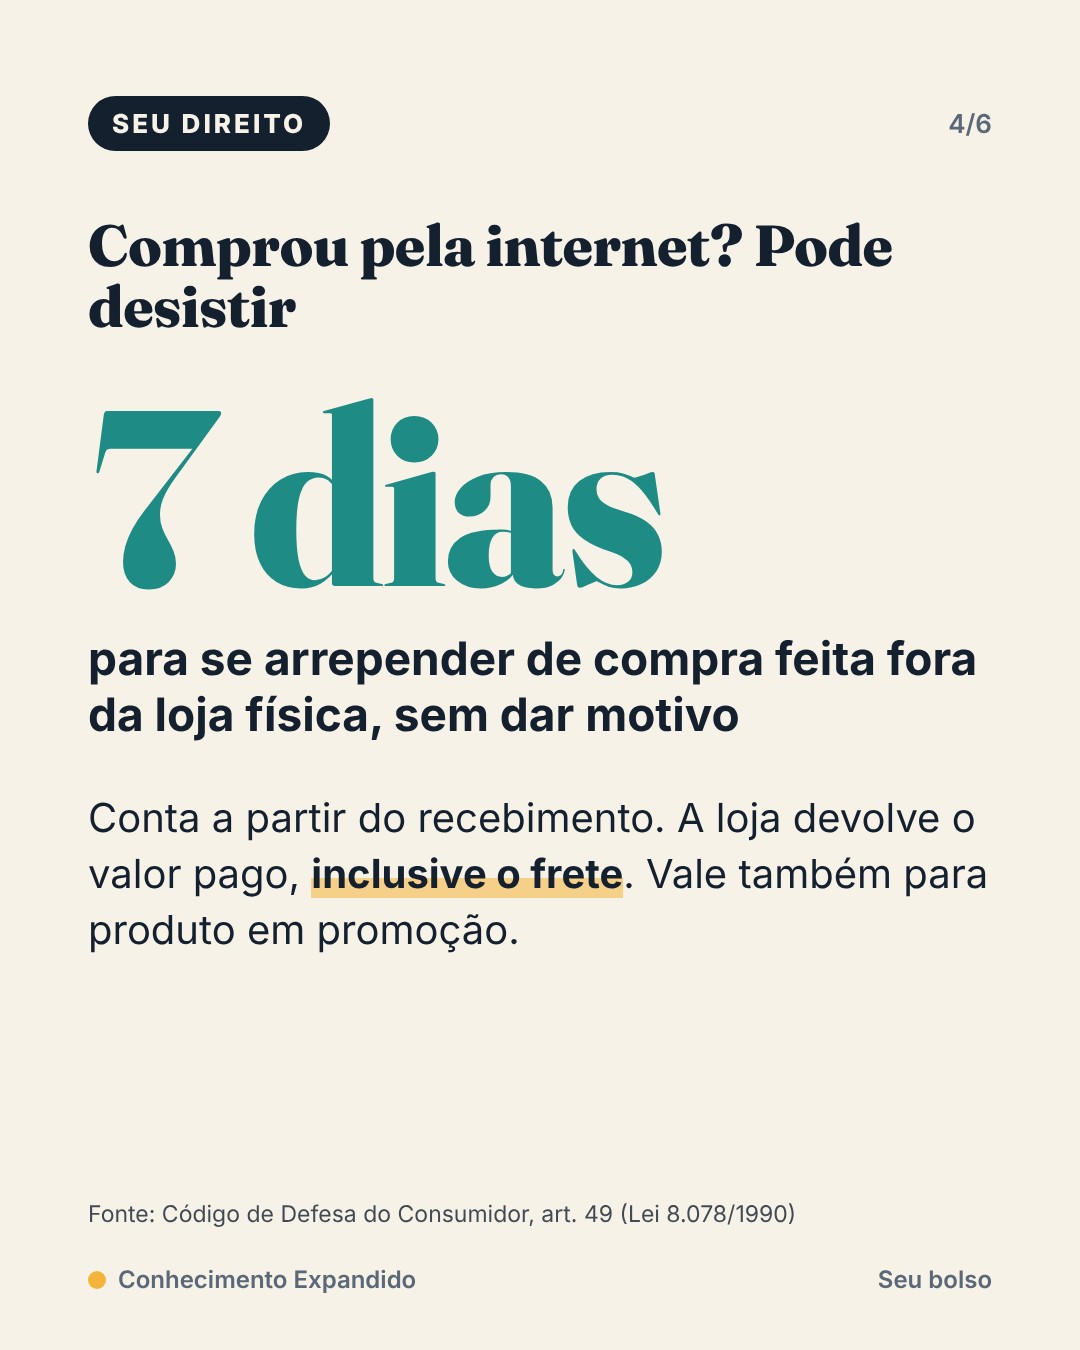 SEU DIREITO
4/6
Comprou pela internet? Pode
desistir
7 dias
para se arrepender de compra feita fora
da loja física, sem dar motivo
Conta a partir do recebimento. A loja devolve o
valor pago, inclusive o frete. Vale também para
produto em promoção.
Fonte: Código de Defesa do Consumidor, art. 49 (Lei 8.078/1990)
Conhecimento Expandido
Seu bolso